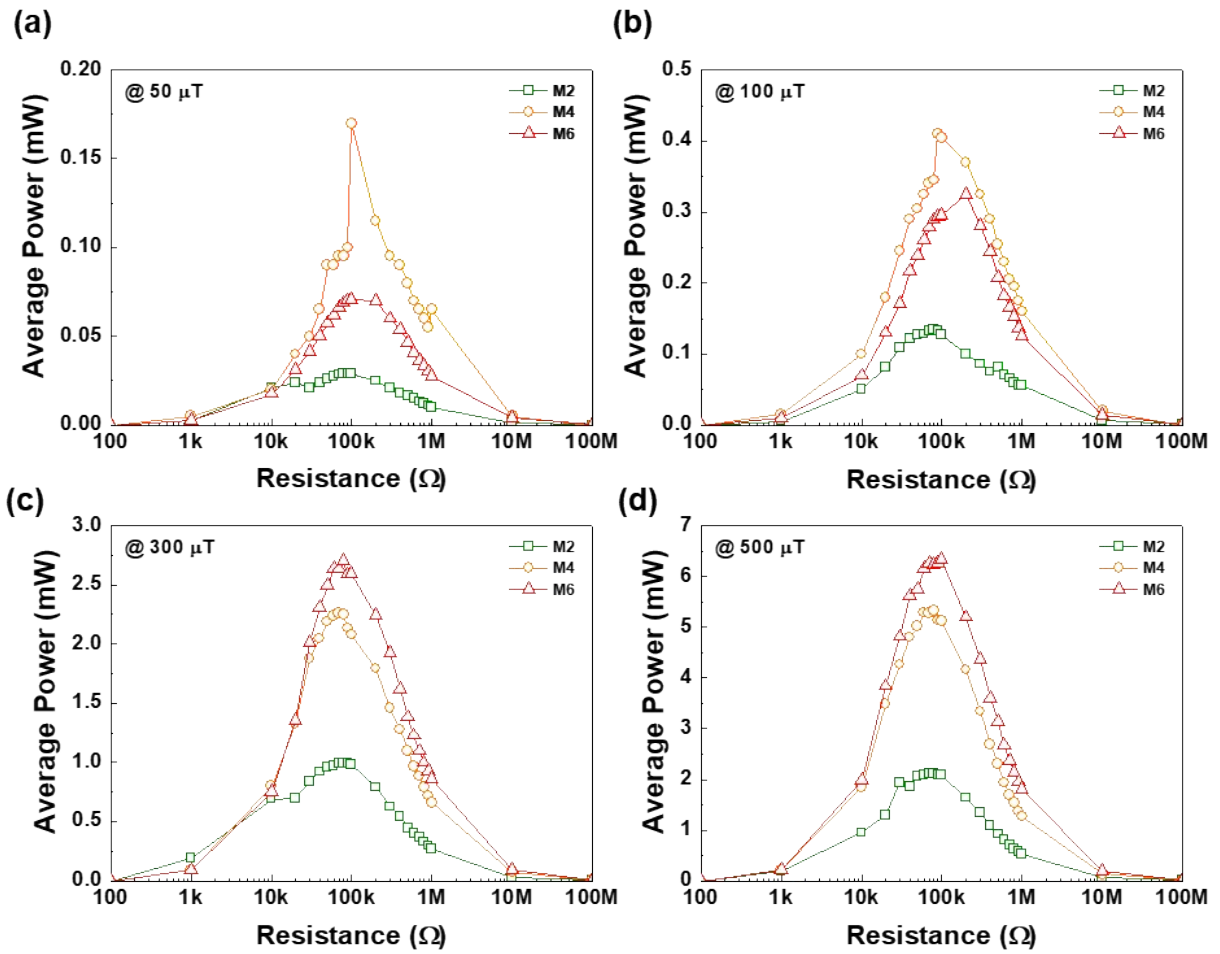 (a)
@ 50 μT
M2
M4
M6
0.20
0.15
0.10
0.05
0.00
Average Power (mW)
100 1k 10k 100k 1M 10M 100M
Resistance (Ω)
(b)
@ 100 μT
M2
M4
M6
0.5
0.4
0.3
0.2
0.1
0.0
Average Power (mW)
100 1k 10k 100k 1M 10M 100M
Resistance (Ω)
(c)
@ 300 μT
M2
M4
M6
3.0
2.5
2.0
1.5
1.0
0.5
0.0
Average Power (mW)
100 1k 10k 100k 1M 10M 100M
Resistance (Ω)
(d)
@ 500 μT
M2
M4
M6
7
6
5
4
3
2
1
0
Average Power (mW)
100 1k 10k 100k 1M 10M 100M
Resistance (Ω)